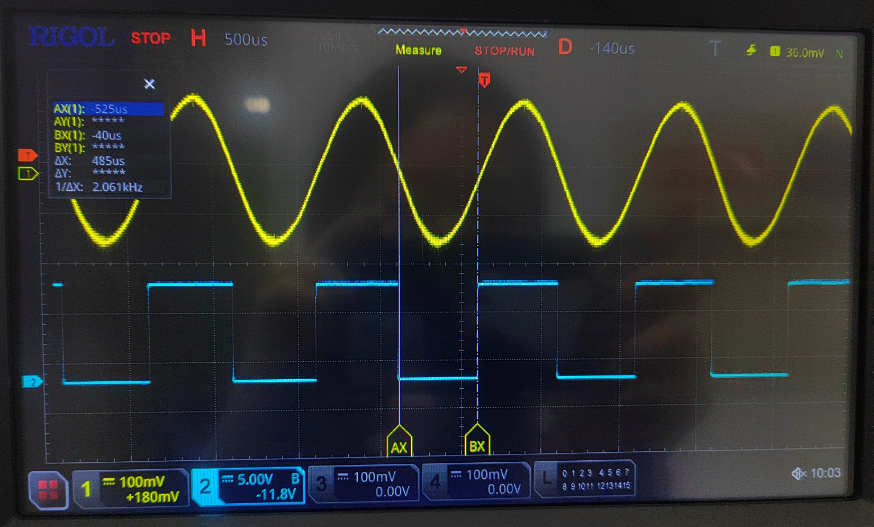 RIGOL STOP H 500us Measure STOP/RUN D -140us T 1 36.0mV N
T
AX(1): -525us
AY(1): *****
BX(1): -40us
BY(1): *****
ΔX: 485us
ΔY: *****
1/ΔX: 2.061kHz
T
1
2
AX BX
1 100mV +180mV
2 5.00V B -11.8V
3 100mV 0.00V
4 100mV 0.00V
L 0 1 2 3 4 5 6 7
8 9 10 11 12 13 14 15
10:03